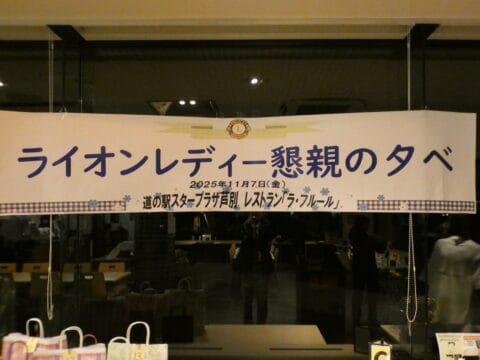 ライオンレディー懇親の夕べ
2025年11月7日(金)
道の駅スタープラザ芦別 レストラン「ラ・フルール」